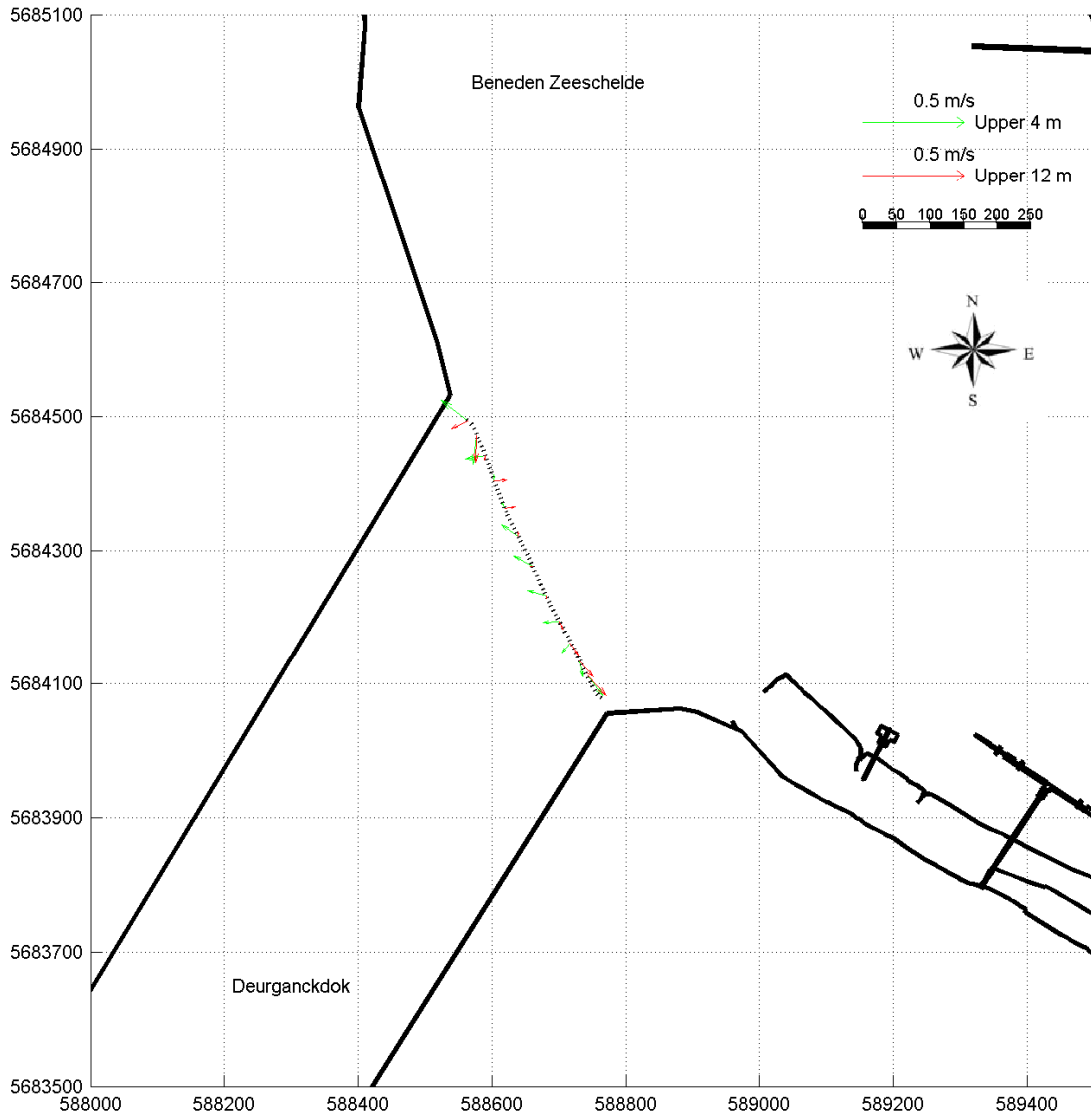 5685100
Beneden Zeeschelde
0.5 m/s
Upper 4 m
5684900
0.5 m/s
Upper 12 m
0 50 100 150 200 250
5684700
N
W E
S
5684500
5684300
5684100
5683900
5683700
Deurganckdok
5683500
588000 588200 588400 588600 588800 589000 589200 589400